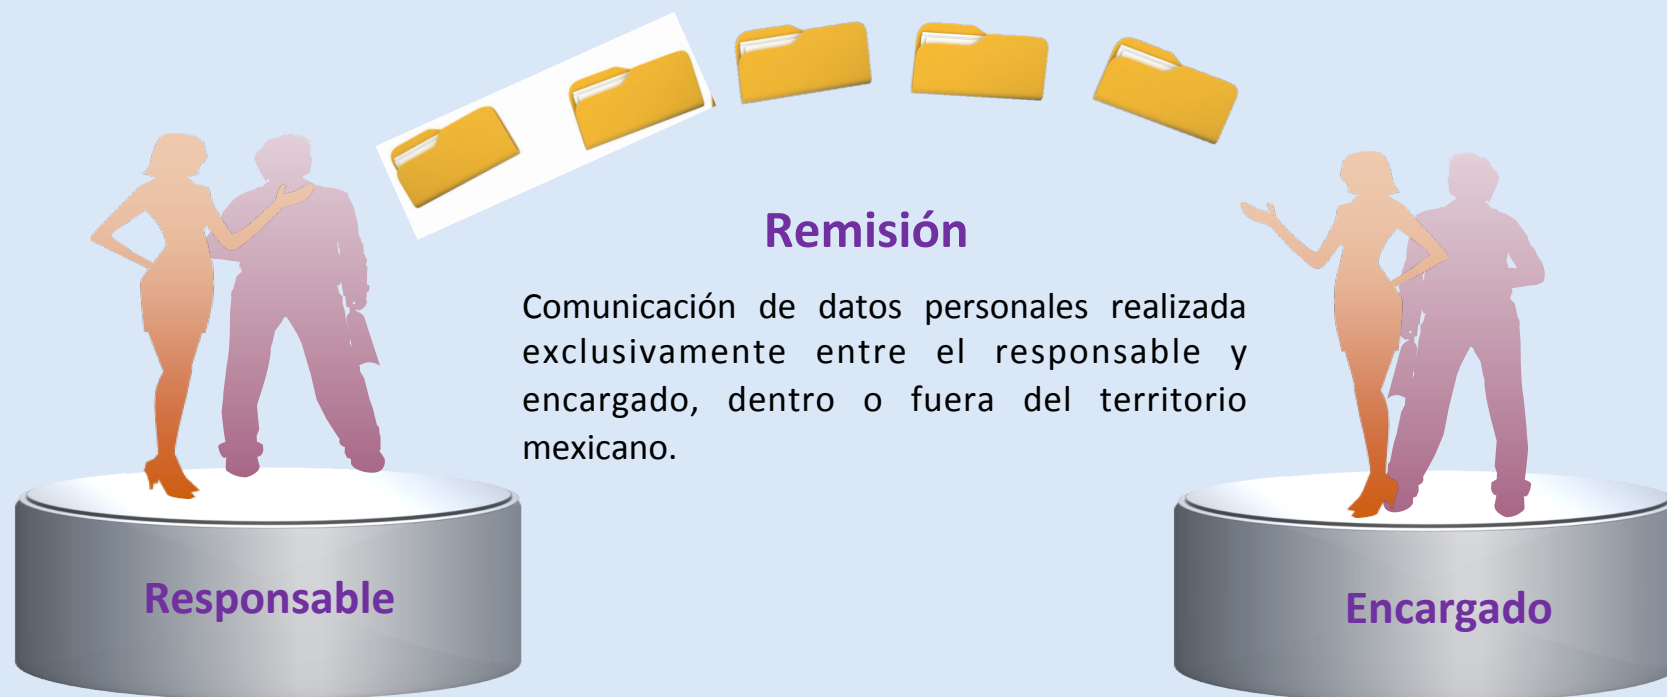 Remisión
Comunicación de datos personales realizada
exclusivamente entre el responsable y
encargado, dentro o fuera del territorio
mexicano.
Responsable
Encargado